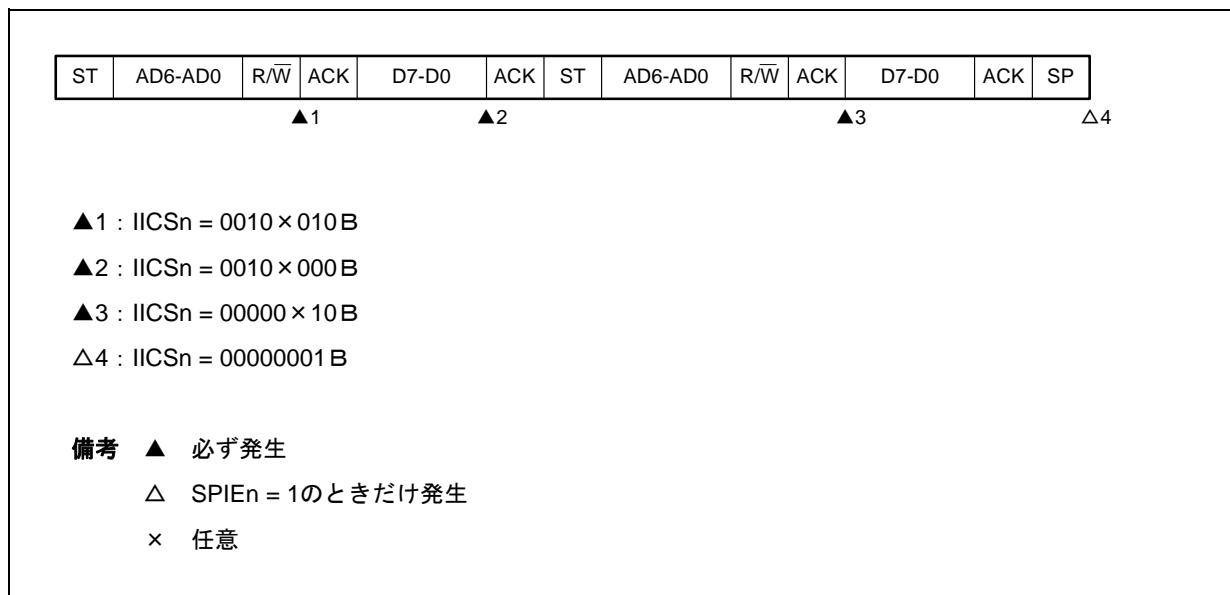 ST AD6-AD0 R/W̅ ACK D7-D0 ACK ST AD6-AD0 R/W̅ ACK D7-D0 ACK SP
▲1 ▲2 ▲3 △4
▲1：IICSn = 0010×010B
▲2：IICSn = 0010×000B
▲3：IICSn = 00000×10B
△4：IICSn = 00000001B
備考 ▲ 必ず発生
△ SPIEn = 1のときだけ発生
× 任意